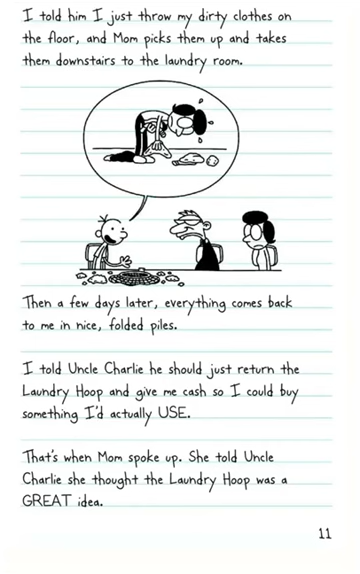 I told him I just throw my dirty clothes on
the floor, and Mom picks them up and takes
them downstairs to the laundry room.
Then a few days later, everything comes back
to me in nice, folded piles.
I told Uncle Charlie he should just return the
Laundry Hoop and give me cash so I could buy
something I'd actually USE.
That's when Mom spoke up. She told Uncle
Charlie she thought the Laundry Hoop was a
GREAT idea.
11